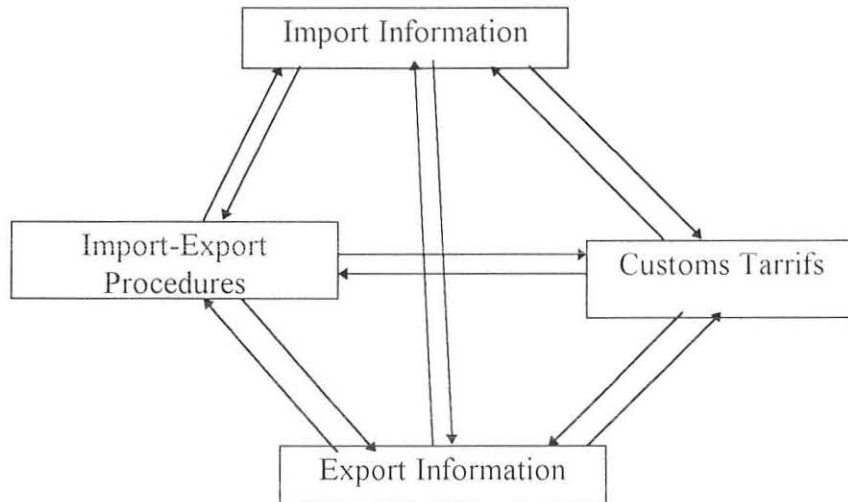 Import Information
Import-Export
Procedures
Customs Tarrifs
Export Information